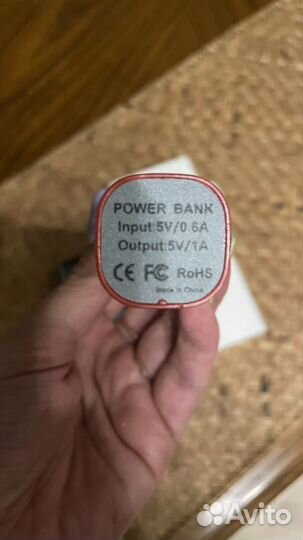 POWER BANK
Input:5V/0.6A
Output:5V/1A
CE FC RoHS
Made in China
Avito